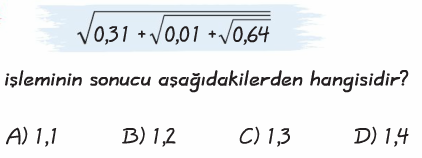 √(0,31 + √(0,01 + √0,64))
işleminin sonucu aşağıdakilerden hangisidir?
A) 1,1 B) 1,2 C) 1,3 D) 1,4